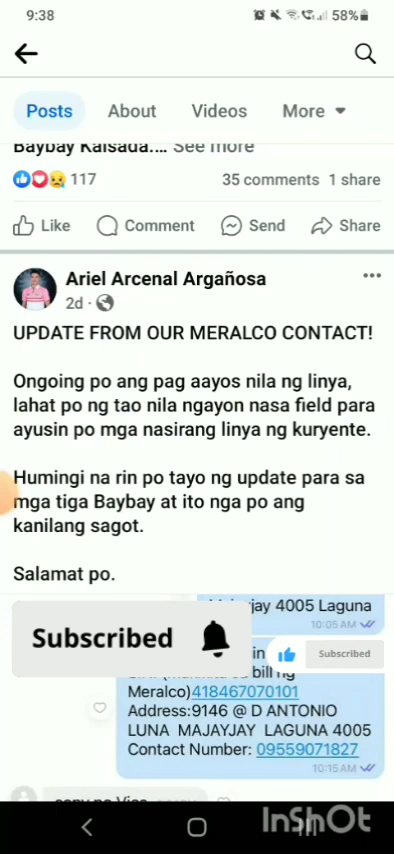 9:38
58%
Posts About Videos More
Baybay Kalsada.... See more
117 35 comments 1 share
Like Comment Send Share
Ariel Arcenal Argañosa
2d
UPDATE FROM OUR MERALCO CONTACT!
Ongoing po ang pag aayos nila ng linya,
lahat po ng tao nila ngayon nasa field para
ayusin po mga nasirang linya ng kuryente.
Humingi na rin po tayo ng update para sa
mga tiga Baybay at ito nga po ang
kanilang sagot.
Salamat po.
jay 4005 Laguna
10:05 AM
Subscribed
in
Subscribed
bill ng
Meralco)418467070101
Address:9146 @ D ANTONIO
LUNA MAJAYJAY LAGUNA 4005
Contact Number: 09559071827
10:15 AM
InShOt